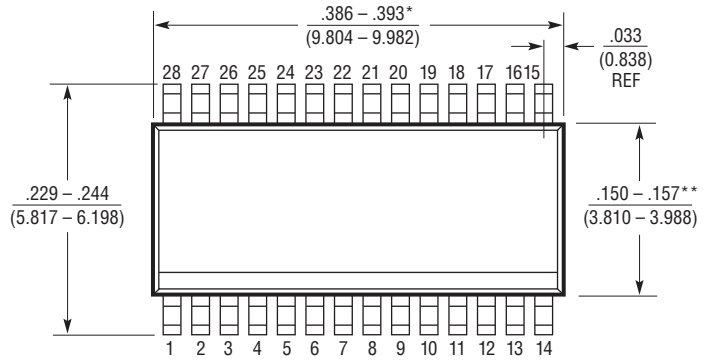 .386 – .393*
(9.804 – 9.982)
.033
(0.838)
REF
28 27 26 25 24 23 22 21 20 19 18 17 16 15
.229 – .244
(5.817 – 6.198)
.150 – .157**
(3.810 – 3.988)
1 2 3 4 5 6 7 8 9 10 11 12 13 14